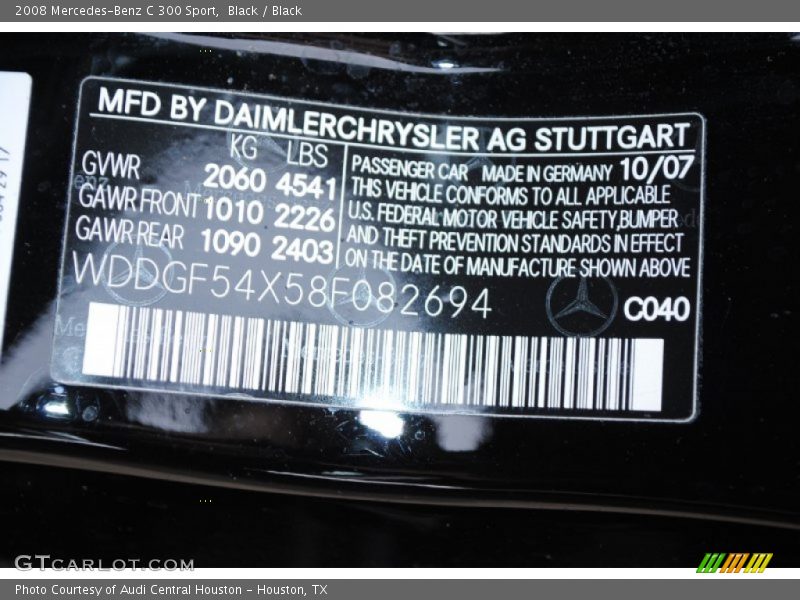 2008 Mercedes-Benz C 300 Sport, Black / Black
MFD BY DAIMLERCHRYSLER AG STUTTGART
KG LBS
GVWR 2060 4541
GAWR FRONT 1010 2226
GAWR REAR 1090 2403
PASSENGER CAR MADE IN GERMANY 10/07
THIS VEHICLE CONFORMS TO ALL APPLICABLE
U.S. FEDERAL MOTOR VEHICLE SAFETY,BUMPER
AND THEFT PREVENTION STANDARDS IN EFFECT
ON THE DATE OF MANUFACTURE SHOWN ABOVE
WDDGF54X58F082694
C040
GTCARLOT.COM
Photo Courtesy of Audi Central Houston - Houston, TX